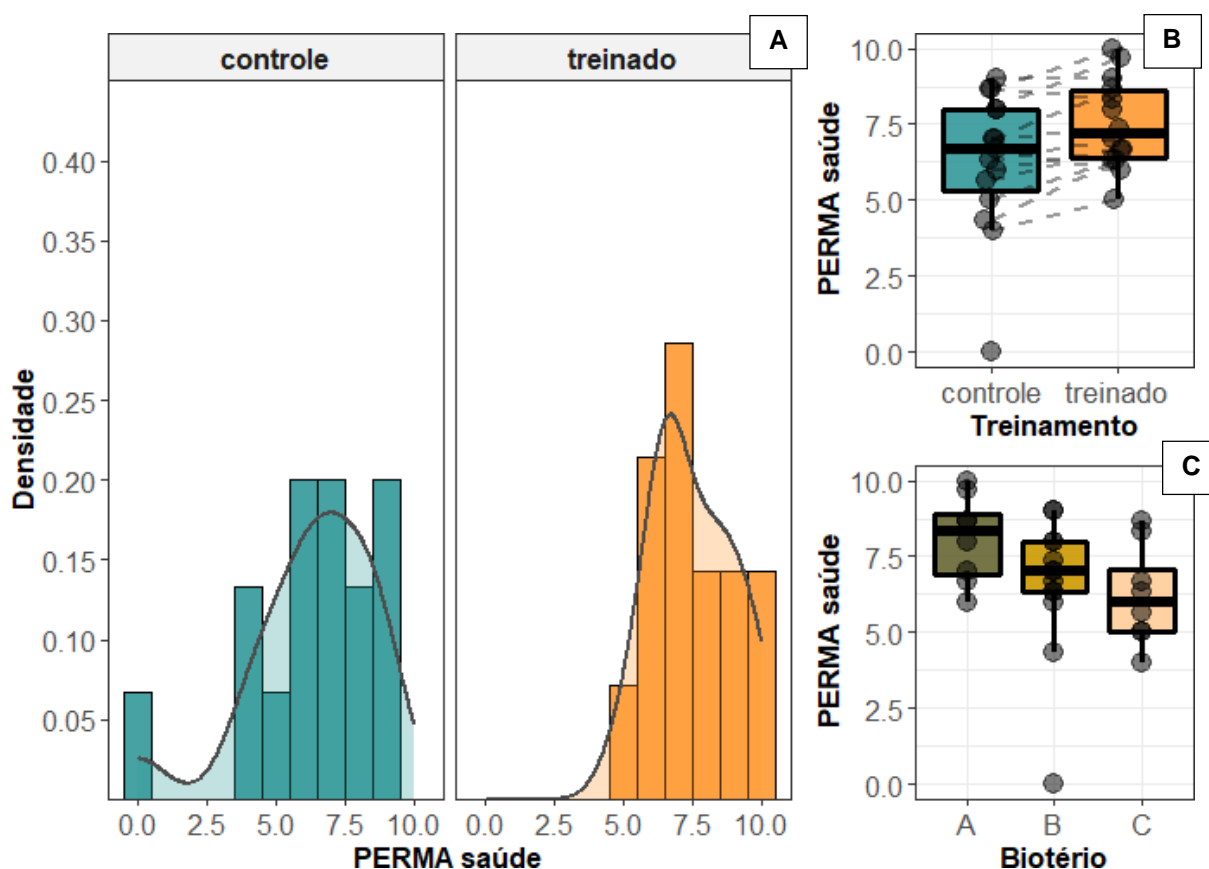 A
controle
treinado
Densidade
0.40
0.35
0.30
0.25
0.20
0.15
0.10
0.05
0.0 2.5 5.0 7.5 10.0
0.0 2.5 5.0 7.5 10.0
PERMA saúde
B
PERMA saúde
10.0
7.5
5.0
2.5
0.0
controle treinado
Treinamento
C
PERMA saúde
10.0
7.5
5.0
2.5
0.0
A B C
Biotério